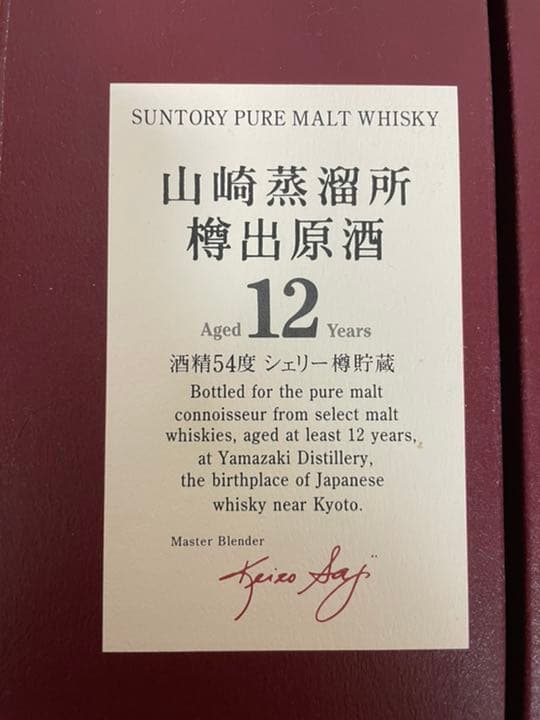 SUNTORY PURE MALT WHISKY
山崎蒸溜所
樽出原酒
Aged 12 Years
酒精54度 シェリー樽貯蔵
Bottled for the pure malt
connoisseur from select malt
whiskies, aged at least 12 years,
at Yamazaki Distillery,
the birthplace of Japanese
whisky near Kyoto.
Master Blender
Keizo Saji